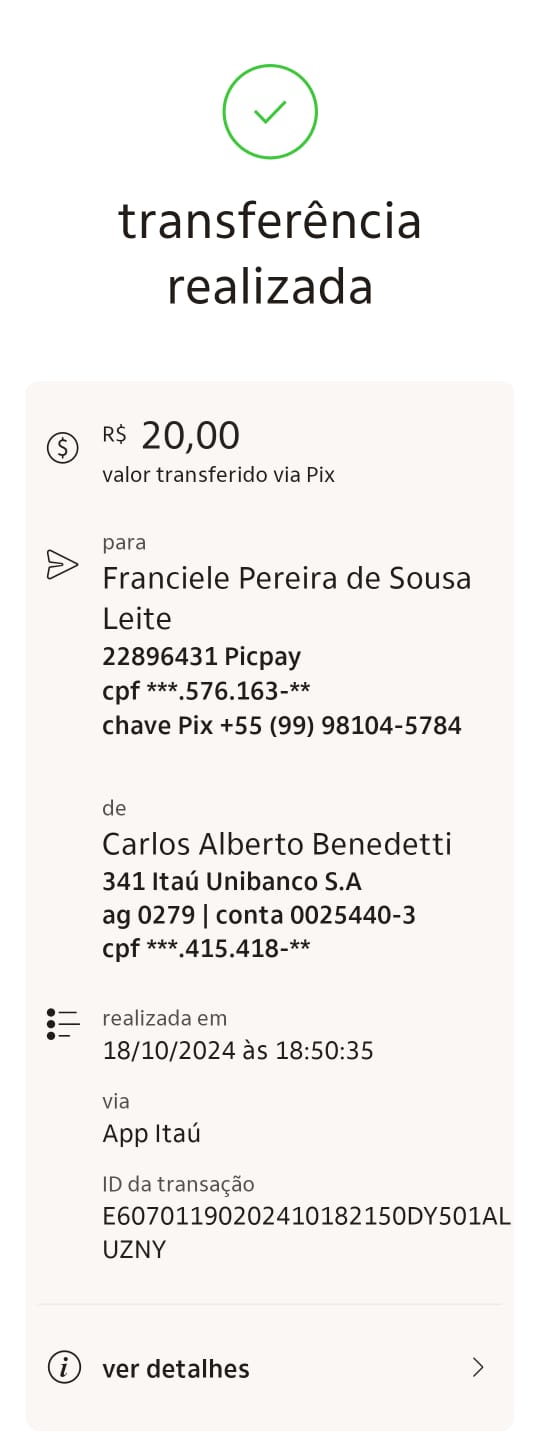 transferência
realizada
R$ 20,00
valor transferido via Pix
para
Franciele Pereira de Sousa
Leite
22896431 Picpay
cpf ***.576.163-**
chave Pix +55 (99) 98104-5784
de
Carlos Alberto Benedetti
341 Itaú Unibanco S.A
ag 0279 | conta 0025440-3
cpf ***.415.418-**
realizada em
18/10/2024 às 18:50:35
via
App Itaú
ID da transação
E60701190202410182150DY501AL
UZNY
ver detalhes